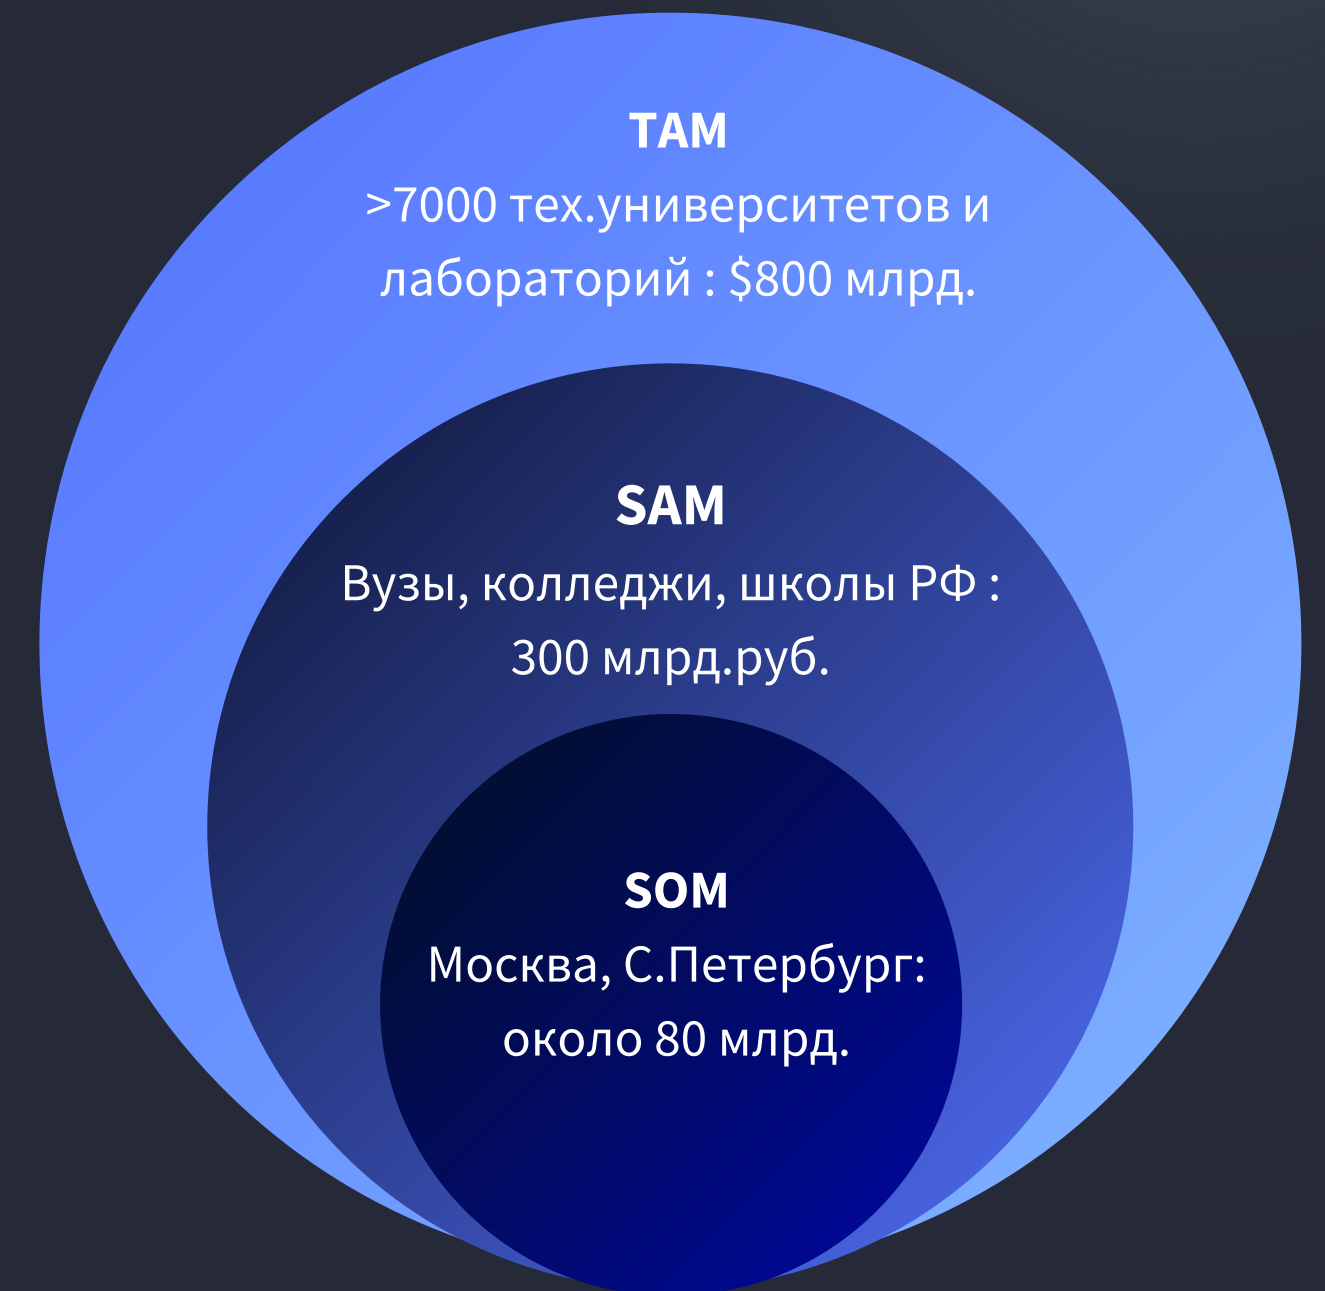 TAM
>7000 тех.университетов и
лабораторий : $800 млрд.
SAM
Вузы, колледжи, школы РФ :
300 млрд.руб.
SOM
Москва, С.Петербург:
около 80 млрд.